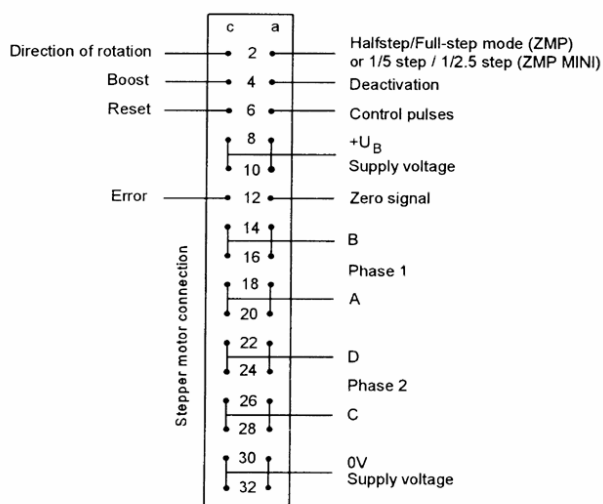 c a
Direction of rotation 2 Halfstep/Full-step mode (ZMP)
or 1/5 step / 1/2.5 step (ZMP MINI)
Boost 4 Deactivation
Reset 6 Control pulses
8 +UB
10 Supply voltage
Error 12 Zero signal
14 B
16
Phase 1
18 A
20
22 D
24
Phase 2
26 C
28
30 0V
32 Supply voltage
Stepper motor connection